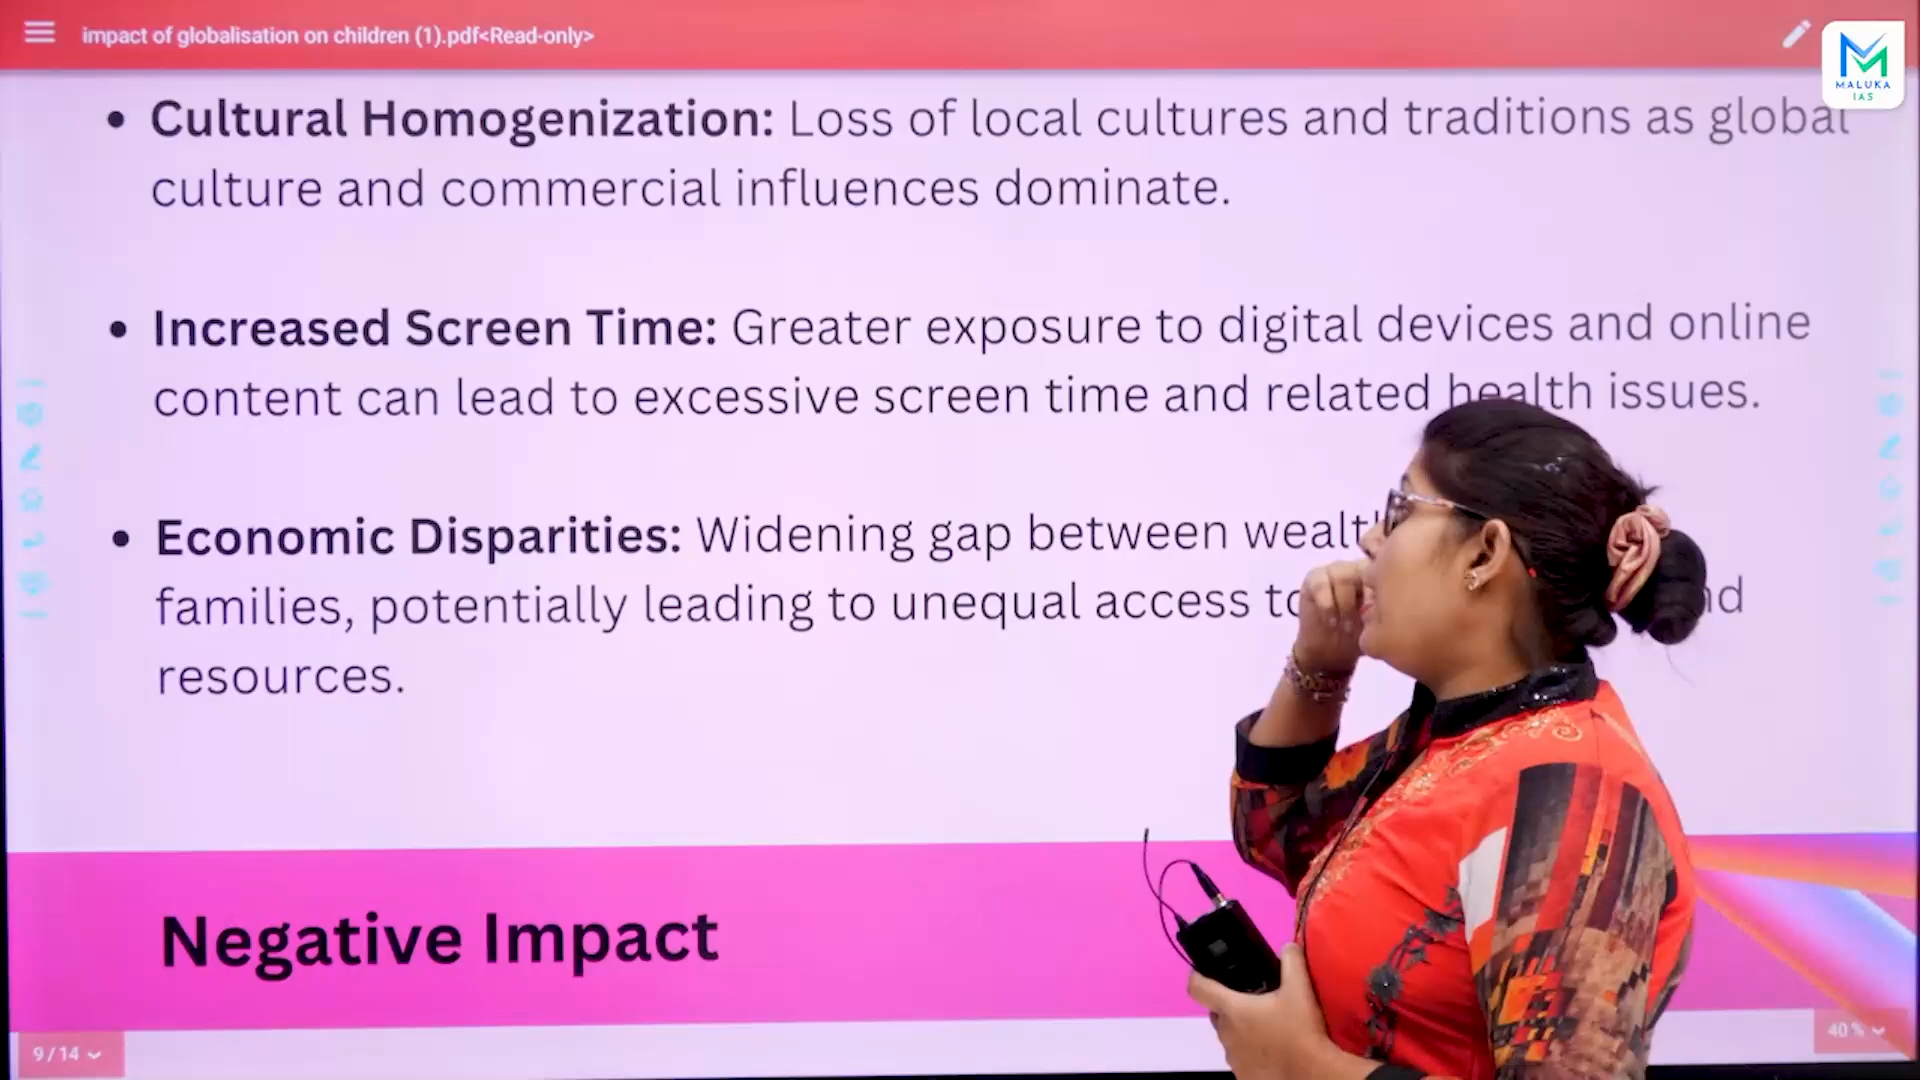 impact of globalisation on children (1).pdf<Read-only>
MALUKA
IAS
• Cultural Homogenization: Loss of local cultures and traditions as global
culture and commercial influences dominate.
• Increased Screen Time: Greater exposure to digital devices and online
content can lead to excessive screen time and related health issues.
• Economic Disparities: Widening gap between
families, potentially leading to unequal access to
resources.
Negative Impact
9/14
40%